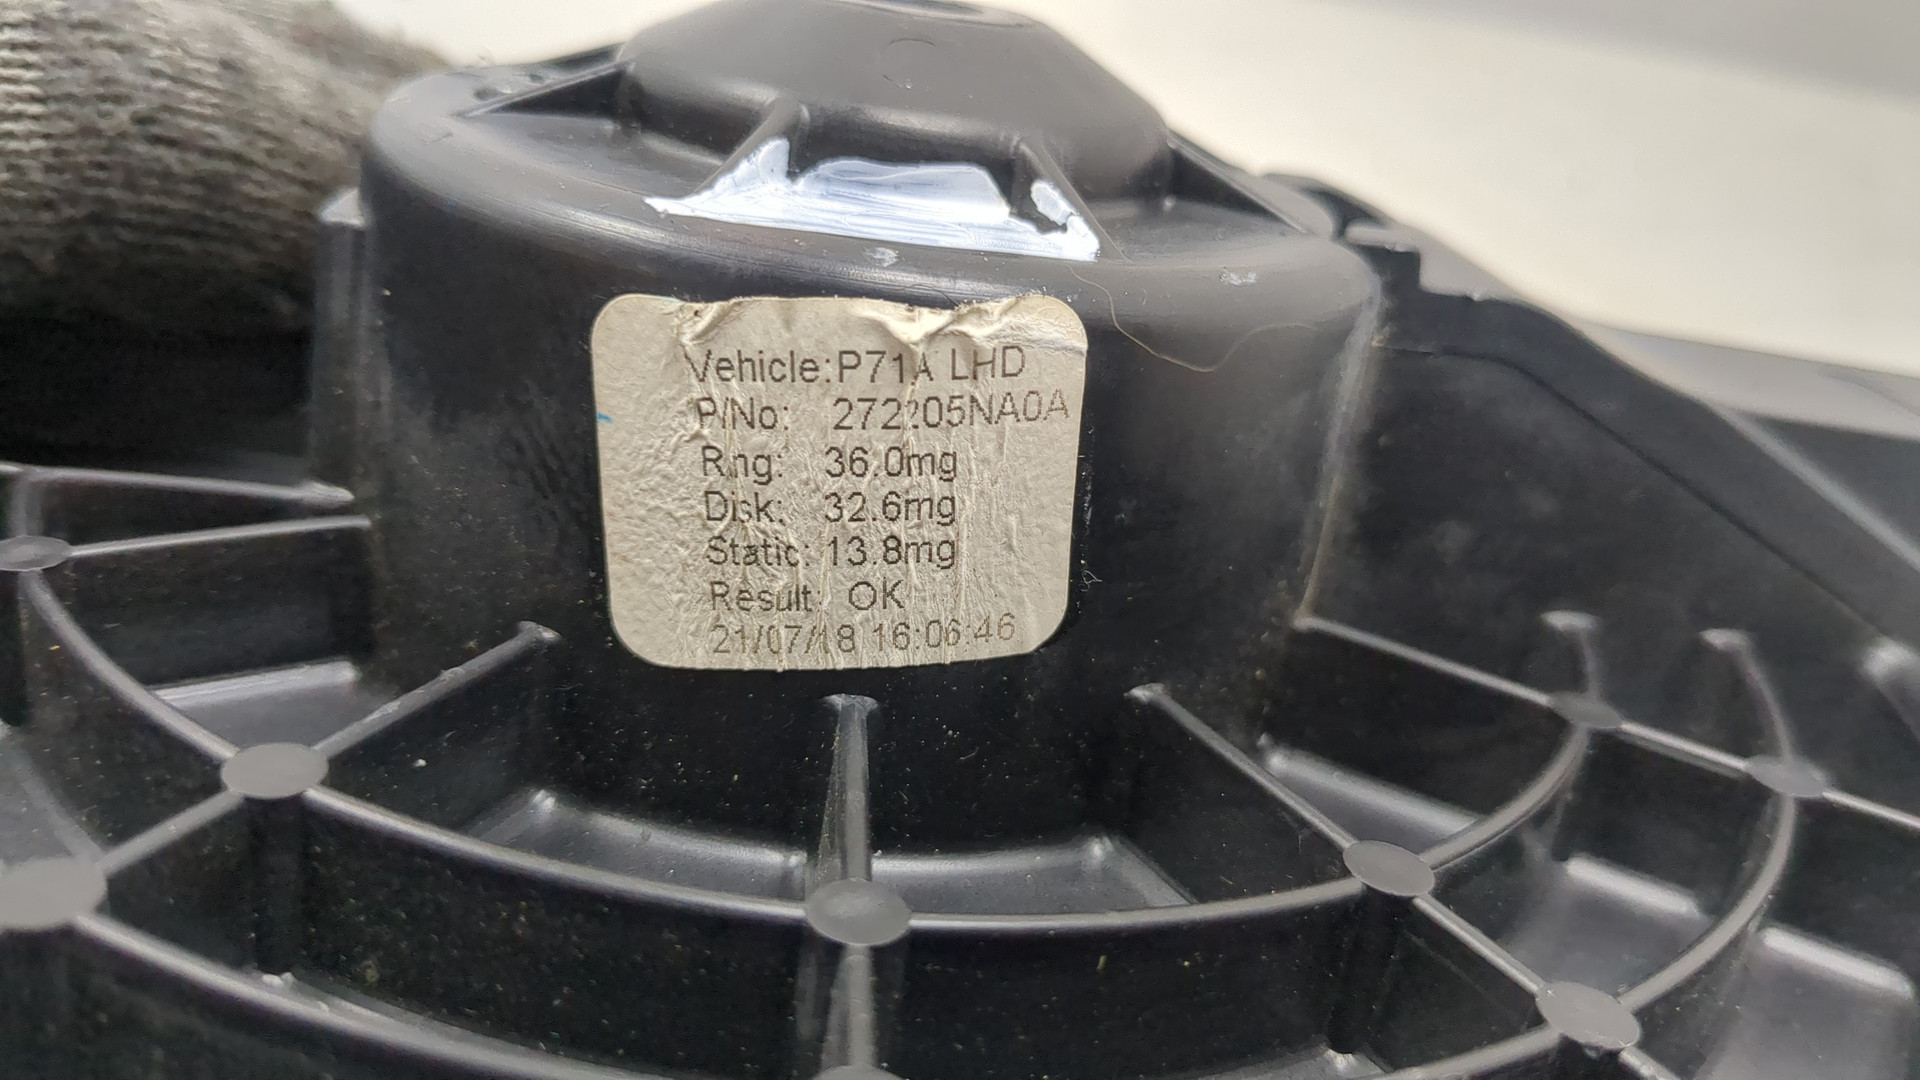 Vehicle: P71A LHD
P/No: 272205NA0A
Rng: 36.0mg
Disk: 32.6mg
Static: 13.8mg
Result: OK
21/07/18 16:06:46